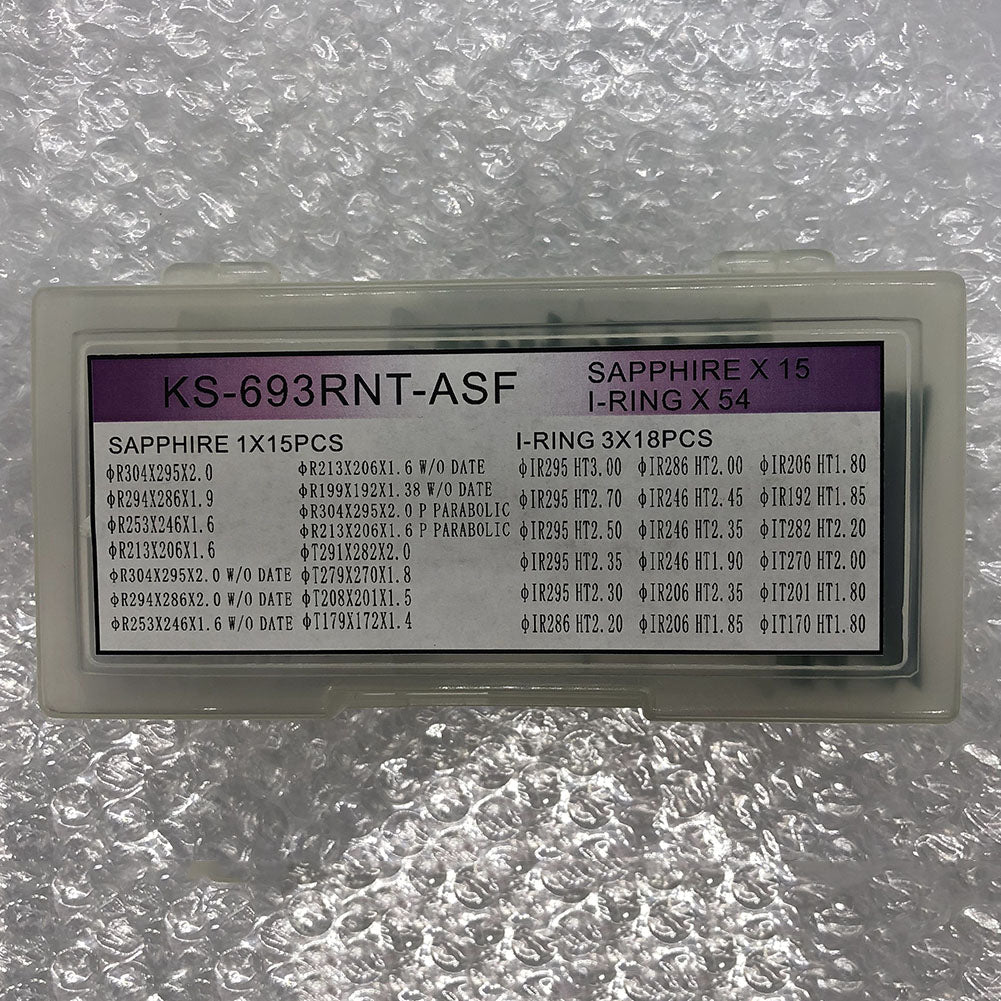 KS-693RNT-ASF
SAPPHIRE X 15
I-RING X 54
SAPPHIRE 1X15PCS
ΦR304X295X2.0
ΦR294X286X1.9
ΦR253X246X1.6
ΦR213X206X1.6
ΦR304X295X2.0 W/O DATE
ΦR294X286X2.0 W/O DATE
ΦR253X246X1.6 W/O DATE
ΦR213X206X1.6 W/O DATE
ΦR199X192X1.38 W/O DATE
ΦR304X295X2.0 P PARABOLIC
ΦR213X206X1.6 P PARABOLIC
ΦT291X282X2.0
ΦT279X270X1.8
ΦT208X201X1.5
ΦT179X172X1.4
I-RING 3X18PCS
ΦIR295 HT3.00 ΦIR286 HT2.00 ΦIR206 HT1.80
ΦIR295 HT2.70 ΦIR246 HT2.45 ΦIR192 HT1.85
ΦIR295 HT2.50 ΦIR246 HT2.35 ΦIT282 HT2.20
ΦIR295 HT2.35 ΦIR246 HT1.90 ΦIT270 HT2.00
ΦIR295 HT2.30 ΦIR206 HT2.35 ΦIT201 HT1.80
ΦIR286 HT2.20 ΦIR206 HT1.85 ΦIT170 HT1.80